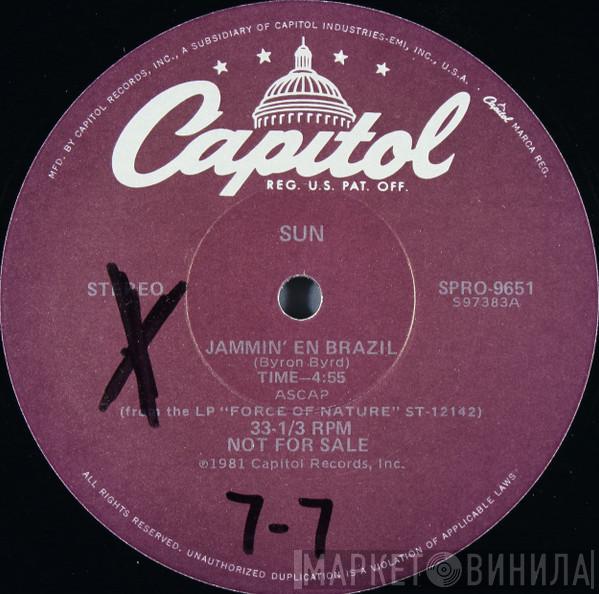 MFD. BY CAPITOL RECORDS, INC., A SUBSIDIARY OF CAPITOL INDUSTRIES-EMI, INC., U.S.A.
Capitol MARCA REG.
Capitol
REG. U.S. PAT. OFF.
SUN
STEREO
X
SPRO-9651
S97383A
JAMMIN' EN BRAZIL
(Byron Byrd)
TIME—4:55
ASCAP
(from the LP "FORCE OF NATURE" ST-12142)
33-1/3 RPM
NOT FOR SALE
℗1981 Capitol Records, Inc.
7-7
ALL RIGHTS RESERVED. UNAUTHORIZED DUPLICATION IS A VIOLATION OF APPLICABLE LAWS.
МАРКЕТ ВИНИЛА